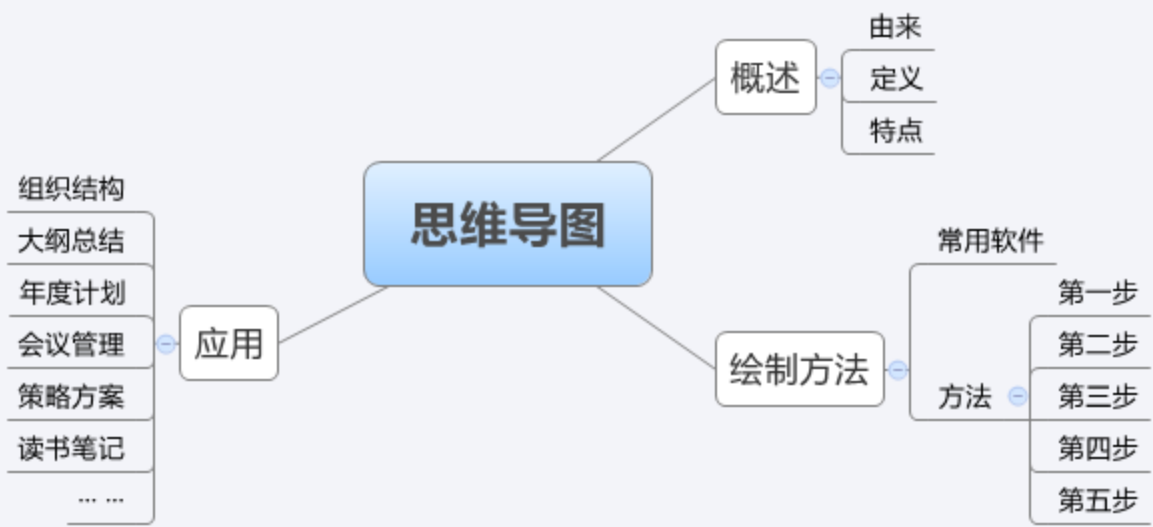 思维导图
概述
由来
定义
特点
绘制方法
常用软件
方法
第一步
第二步
第三步
第四步
第五步
应用
组织结构
大纲总结
年度计划
会议管理
策略方案
读书笔记
… …